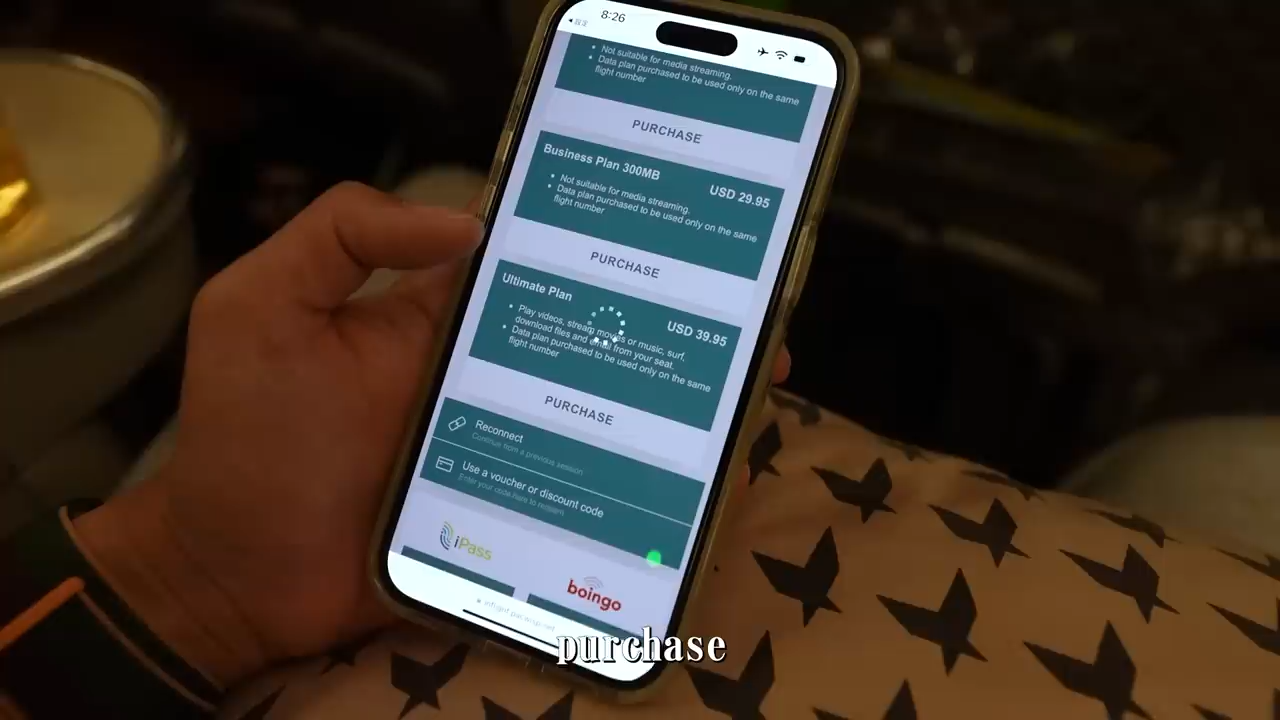 8:26
Not suitable for media streaming.
Data plan purchased to be used only on the same
flight number
PURCHASE
Business Plan 300MB
USD 29.95
Not suitable for media streaming.
Data plan purchased to be used only on the same
flight number
PURCHASE
Ultimate Plan
USD 39.95
Play videos, stream movies or music, surf,
download files and email from your seat.
Data plan purchased to be used only on the same
flight number
PURCHASE
Reconnect
Continue from a previous session
Use a voucher or discount code
Enter your code here to redeem
iPass
boingo
purchase